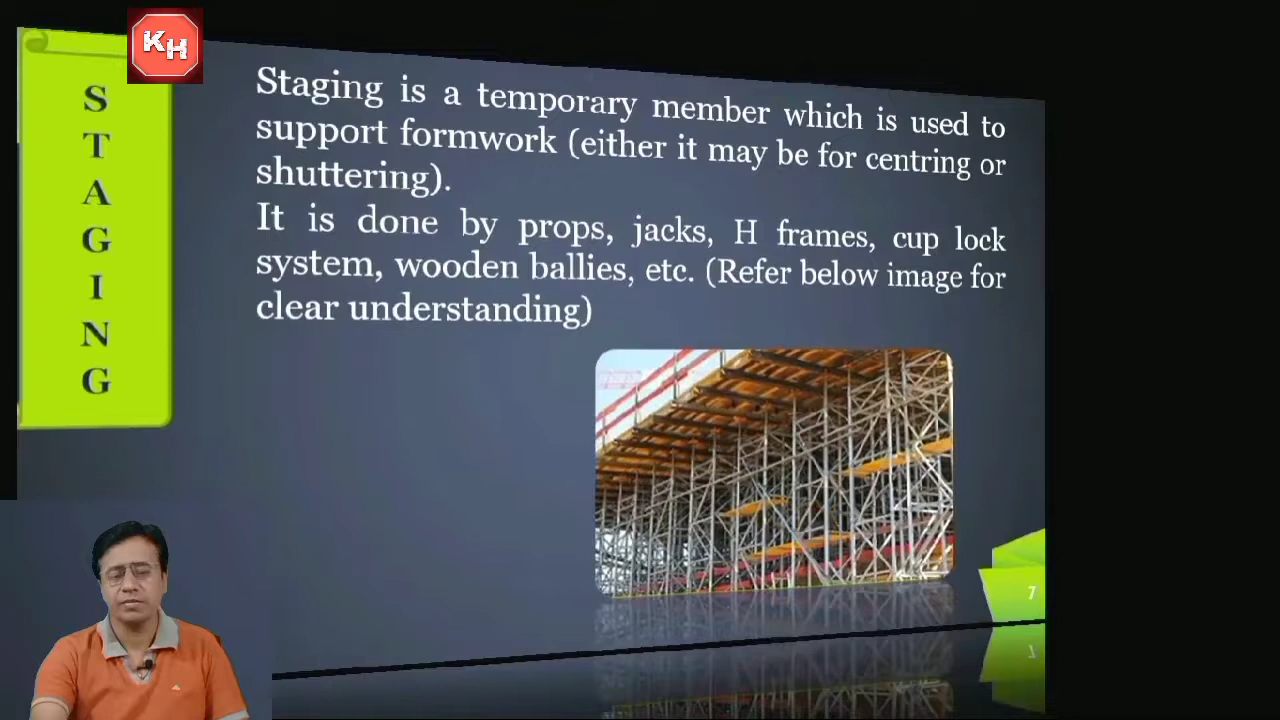 KH
STAGING
Staging is a temporary member which is used to
support formwork (either it may be for centring or
shuttering).
It is done by props, jacks, H frames, cup lock
system, wooden ballies, etc. (Refer below image for
clear understanding)
7